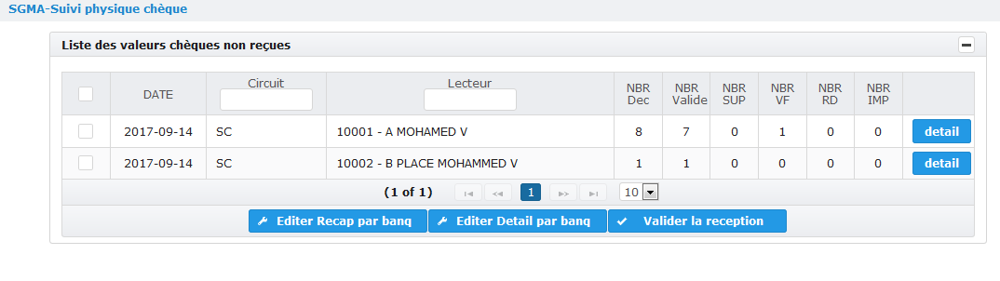 SGMA-Suivi physique chèque
Liste des valeurs chèques non reçues
DATE Circuit Lecteur NBR Dec NBR Valide NBR SUP NBR VF NBR RD NBR IMP
2017-09-14 SC 10001 - A MOHAMED V 8 7 0 1 0 0 detail
2017-09-14 SC 10002 - B PLACE MOHAMMED V 1 1 0 0 0 0 detail
(1 of 1) 1 10
Editer Recap par banq Editer Detail par banq Valider la reception